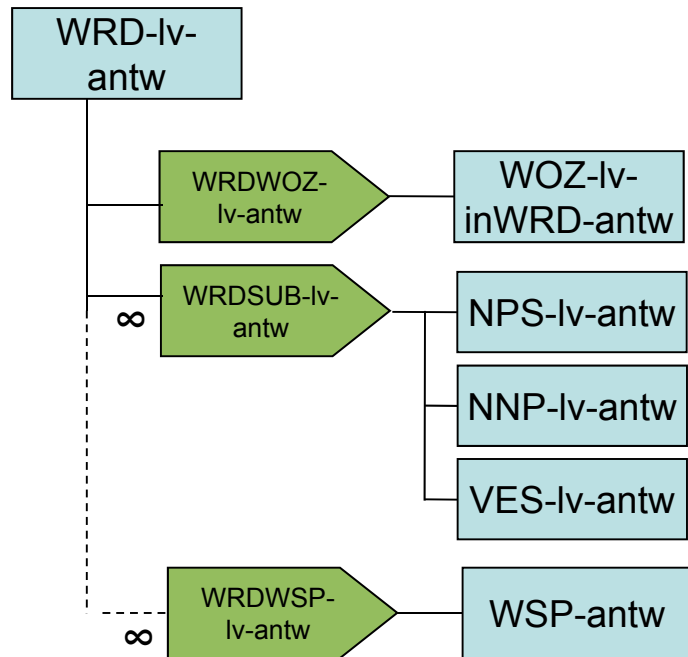 WRD-lv-
antw
WRDWOZ-
lv-antw
WOZ-lv-
inWRD-antw
WRDSUB-lv-
antw
∞
NPS-lv-antw
NNP-lv-antw
VES-lv-antw
WRDWSP-
lv-antw
∞
WSP-antw